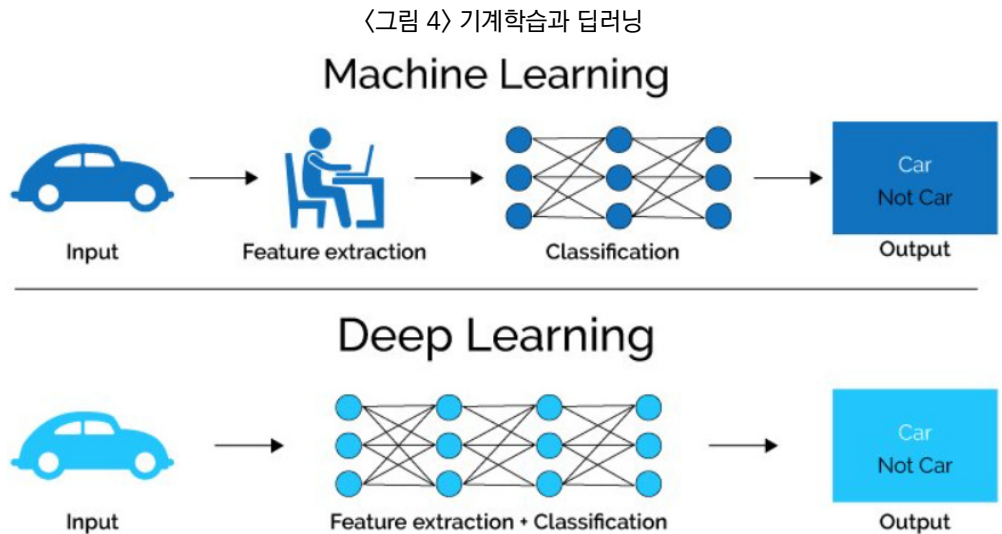 〈그림 4〉 기계학습과 딥러닝
Machine Learning
Car
Not Car
Input
Feature extraction
Classification
Output
Deep Learning
Car
Not Car
Input
Feature extraction + Classification
Output